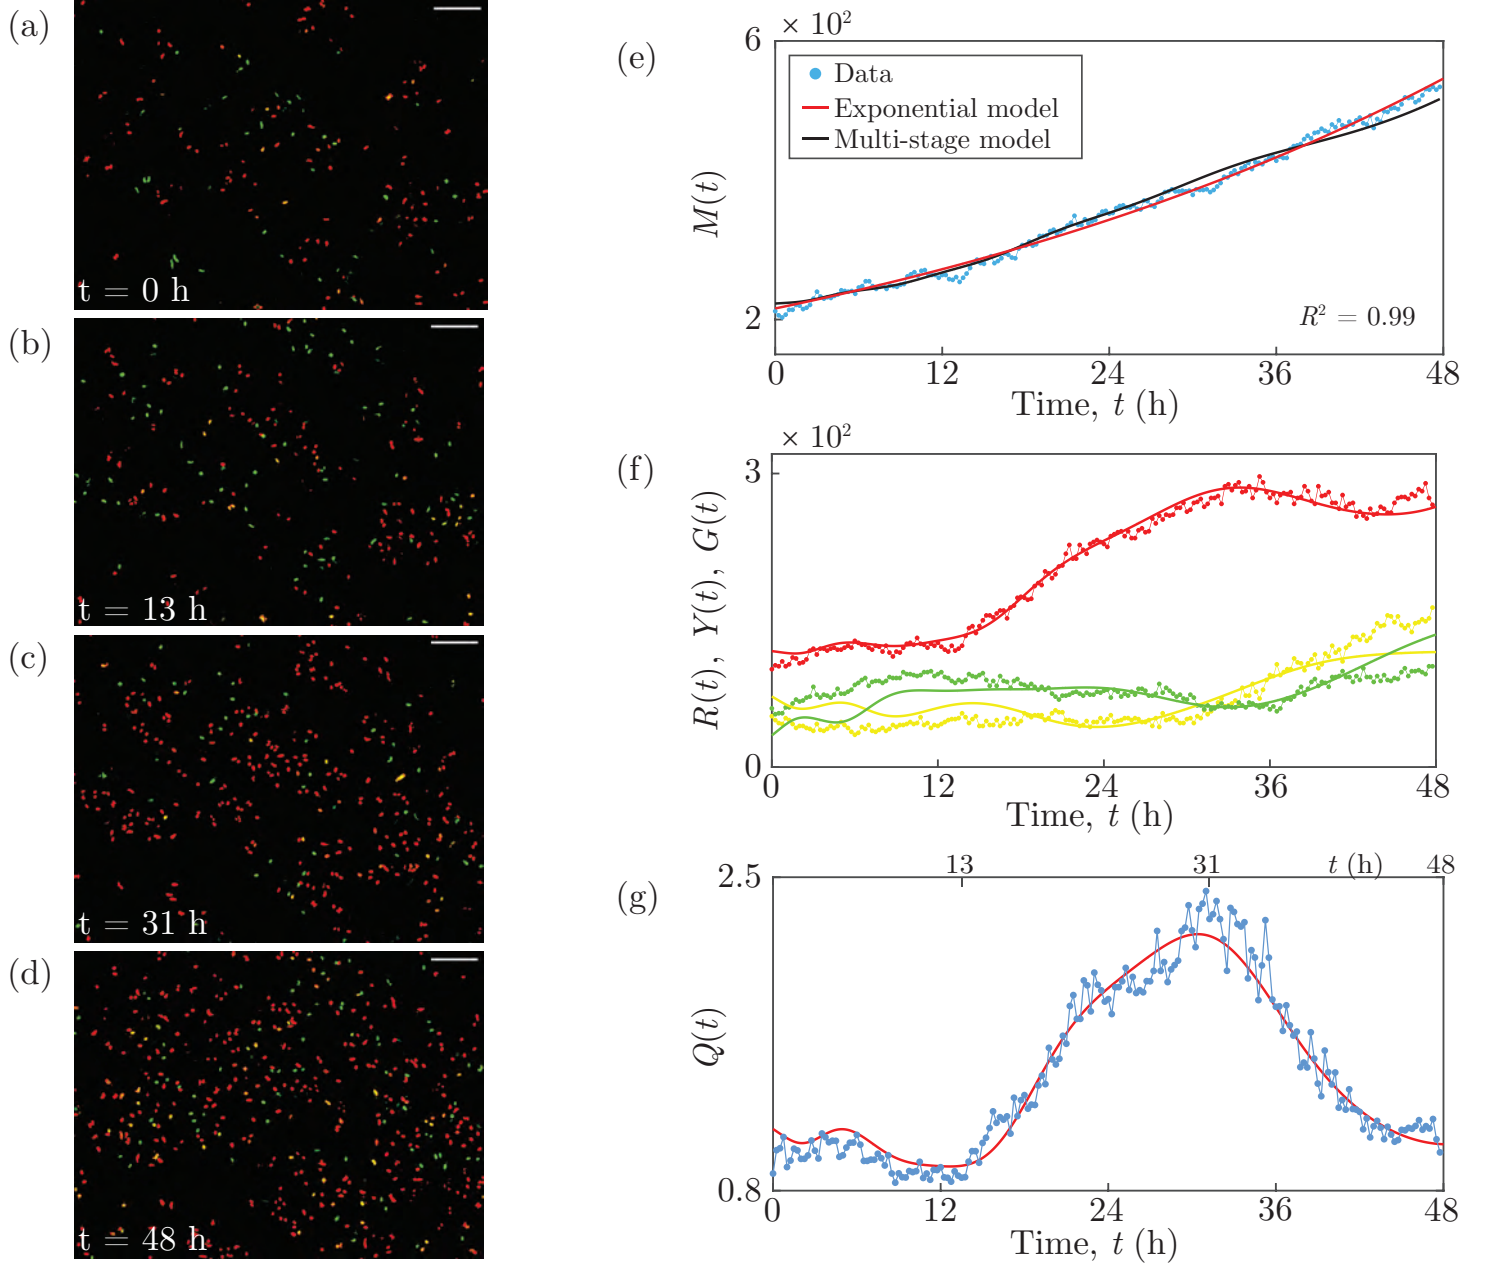 (a)
t = 0 h
(b)
t = 13 h
(c)
t = 31 h
(d)
t = 48 h
(e)
× 10²
6
2
M(t)
Data
Exponential model
Multi-stage model
R² = 0.99
0 12 24 36 48
Time, t (h)
(f)
× 10²
3
0
R(t), Y(t), G(t)
0 12 24 36 48
Time, t (h)
(g)
13 31 t (h) 48
2.5
0.8
Q(t)
0 12 24 36 48
Time, t (h)